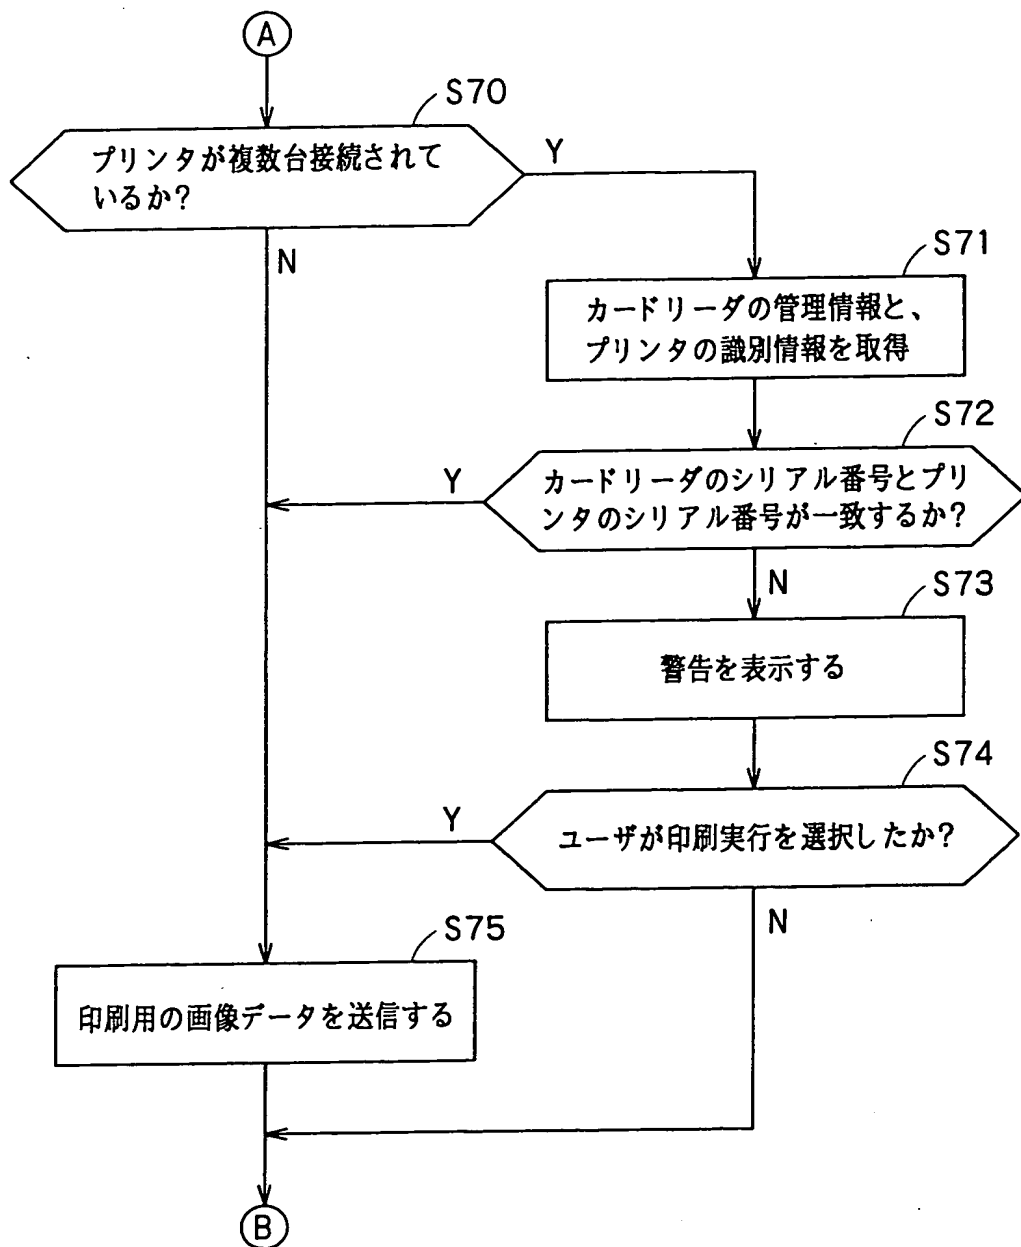 A
S70
プリンタが複数台接続されて
いるか?
Y
N
S71
カードリーダの管理情報と、
プリンタの識別情報を取得
S72
カードリーダのシリアル番号とプリ
ンタのシリアル番号が一致するか?
Y
N
S73
警告を表示する
S74
ユーザが印刷実行を選択したか?
Y
N
S75
印刷用の画像データを送信する
B